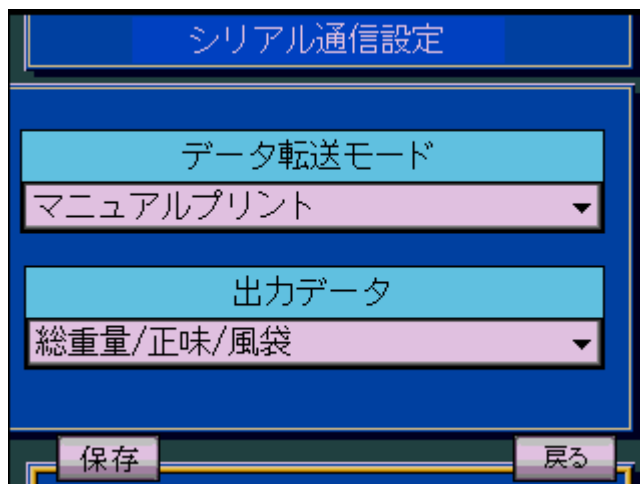 シリアル通信設定
データ転送モード
マニュアルプリント
出力データ
総重量/正味/風袋
保存
戻る